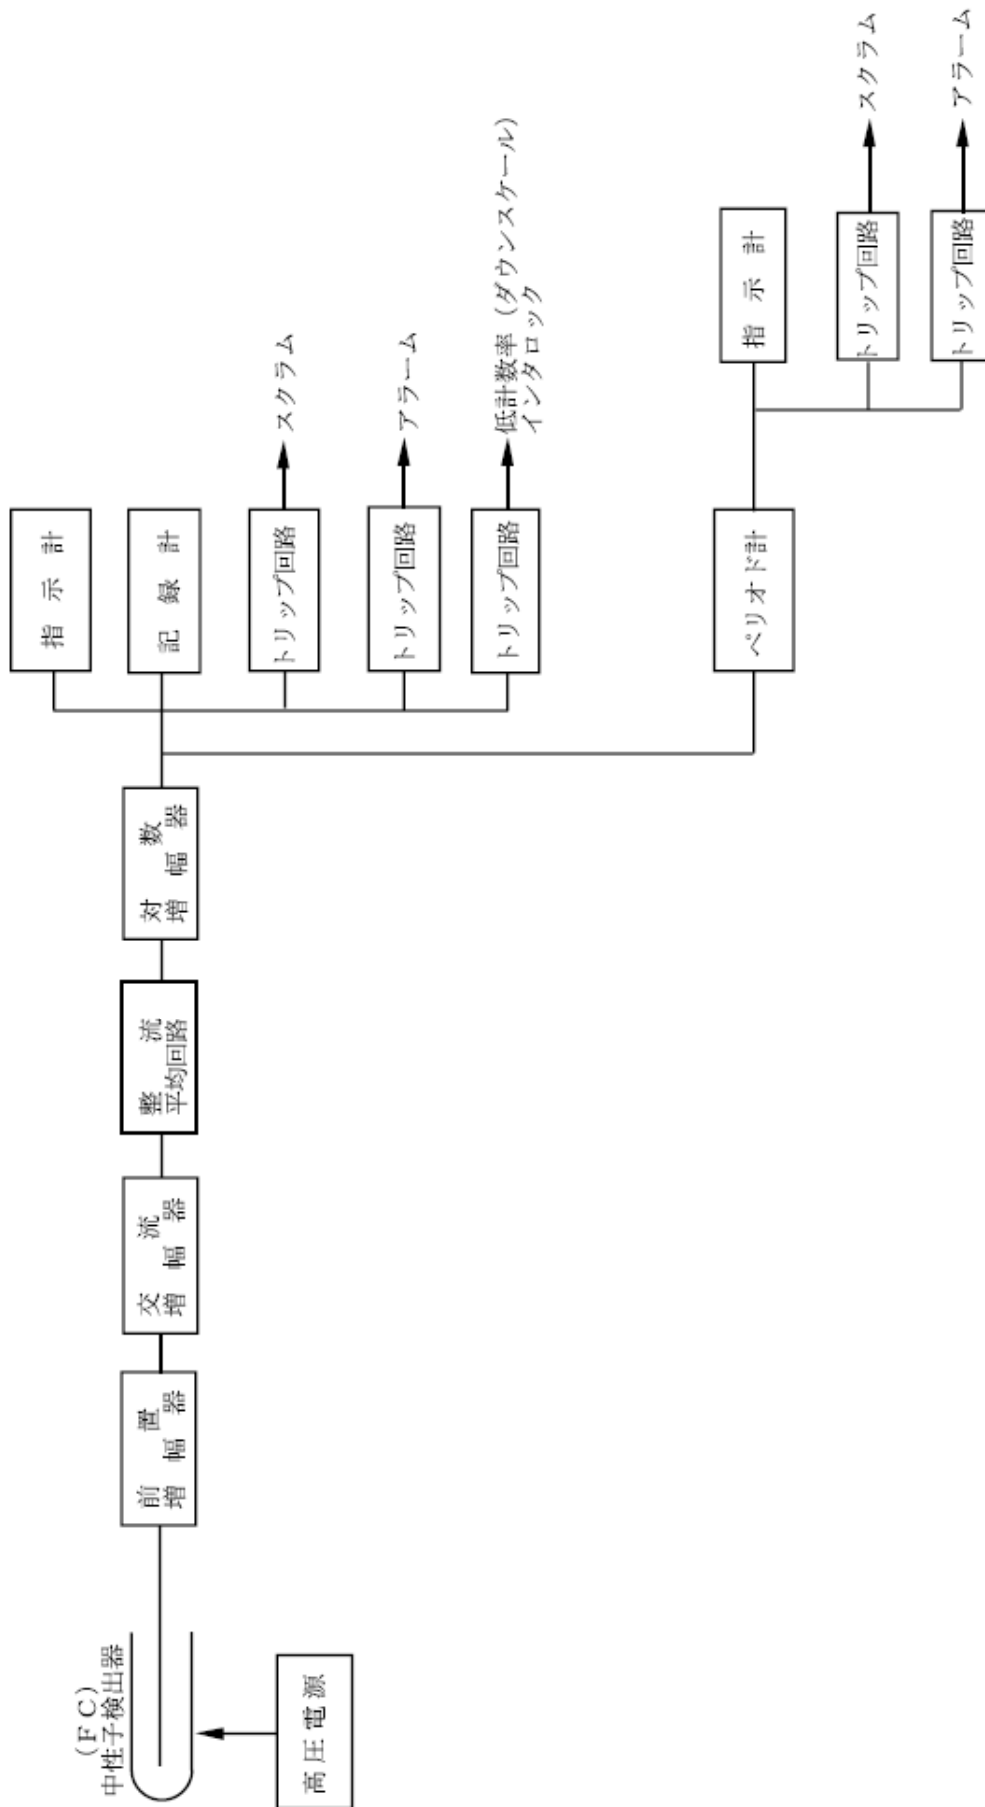 中性子検出器
(FC)
高圧電源
前置
増幅器
交流
増幅器
整流
平均回路
対数
増幅器
指示計
記録計
トリップ回路
スクラム
トリップ回路
アラーム
トリップ回路
低計数率 (ダウンスケール)
インタロック
ペリオド計
指示計
トリップ回路
スクラム
トリップ回路
アラーム